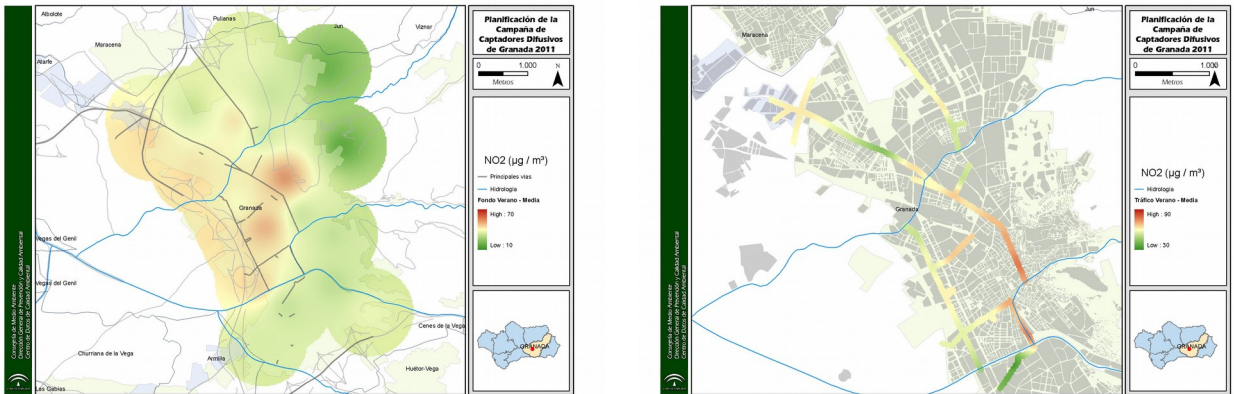 Albolote
Pulianas
Jun
Viznar
Maracena
Atarfe
Granada
Vegas del Genil
Vegas del Genil
Cenes de la Vega
Churriana de la Vega
Armilla
Huétor-Vega
Las Gabias
Consejería de Medio Ambiente
Dirección General de Prevención y Calidad Ambiental
Centro de Datos de Calidad Ambiental
Planificación de la
Campaña de
Captadores Difusivos
de Granada 2011
0 1.000 N
Metros
NO2 (µg / m³)
Principales vias
Hidrología
Fondo Verano - Media
High : 70
Low : 10
GRANADA
Jun
Maracena
Granada
Consejería de Medio Ambiente
Dirección General de Prevención y Calidad Ambiental
Centro de Datos de Calidad Ambiental
Planificación de la
Campaña de
Captadores Difusivos
de Granada 2011
0 1.000
Metros
NO2 (µg / m³)
Hidrología
Tráfico Verano - Media
High : 90
Low : 30
GRANADA